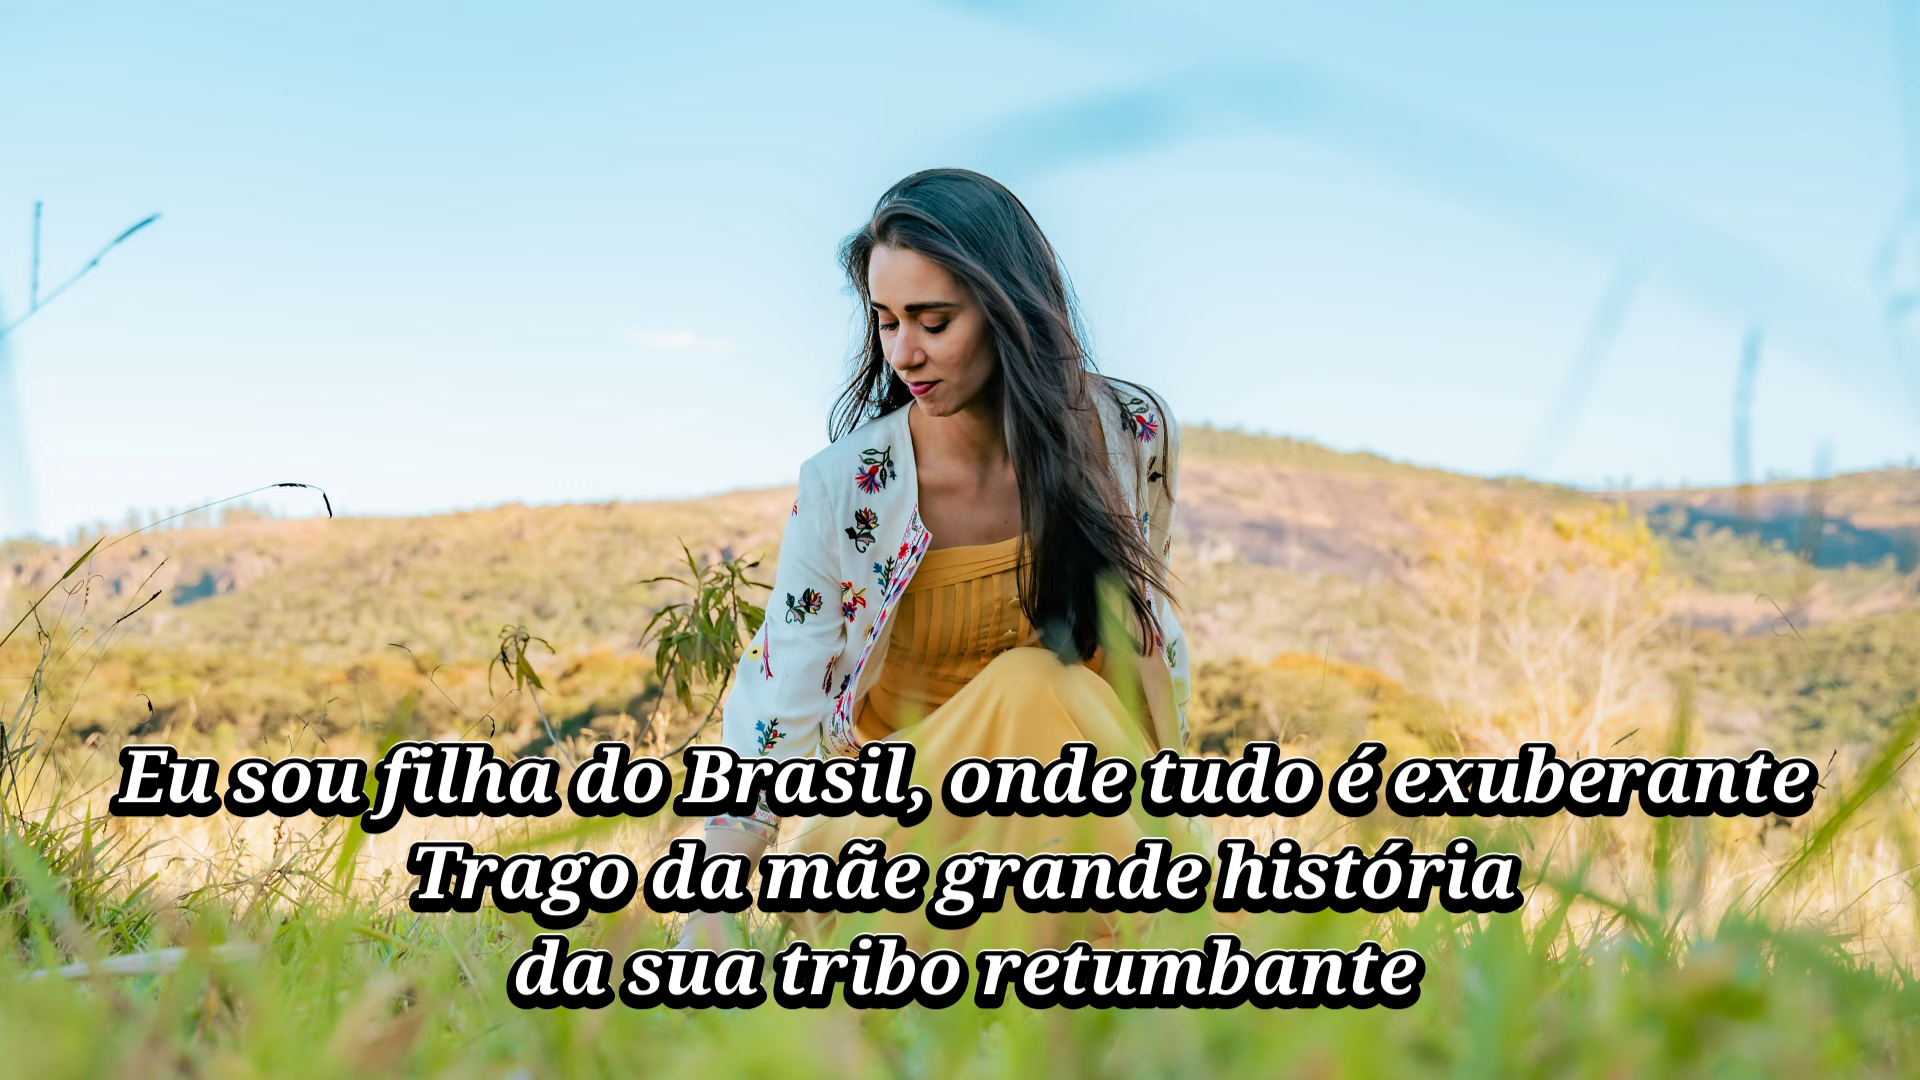 Eu sou filha do Brasil, onde tudo é exuberante
Trago da mãe grande história
da sua tribo retumbante